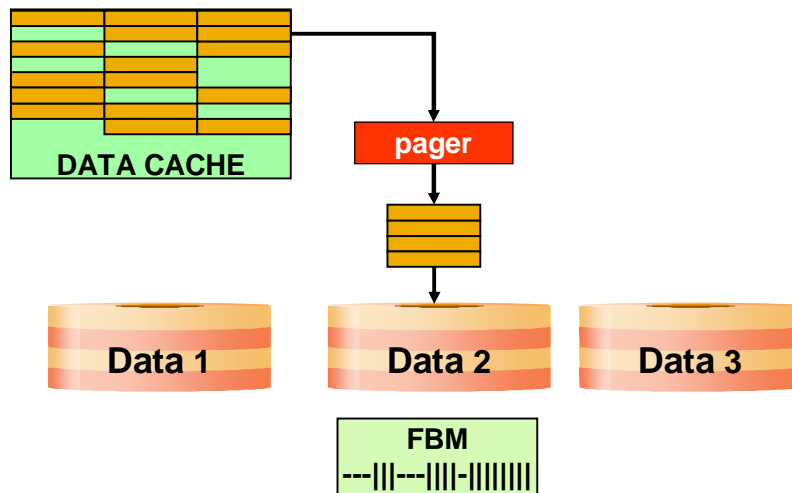 DATA CACHE
pager
Data 1
Data 2
Data 3
FBM
---|||---||||-||||||||